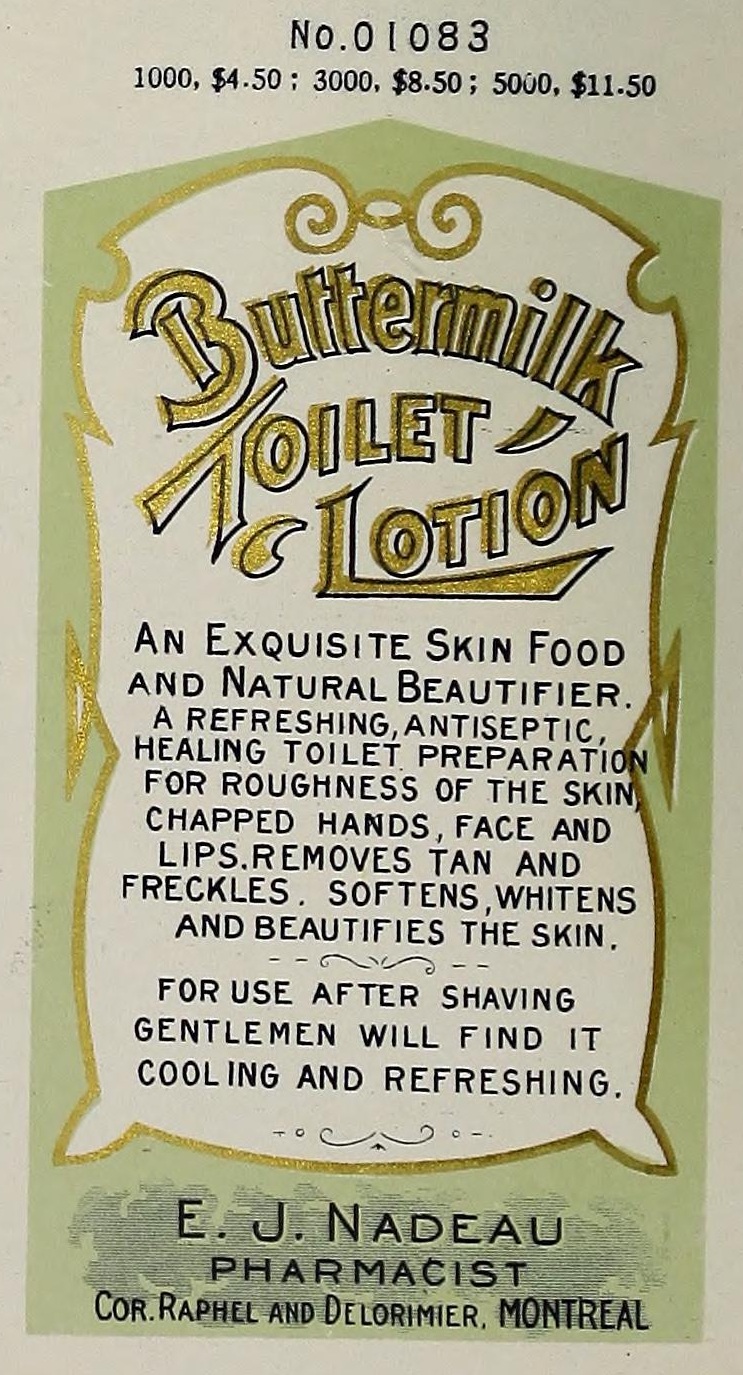 No.01083
1000, $4.50; 3000, $8.50; 5000, $11.50
Buttermilk
TOILET
LOTION
AN EXQUISITE SKIN FOOD
AND NATURAL BEAUTIFIER.
A REFRESHING, ANTISEPTIC,
HEALING TOILET PREPARATION
FOR ROUGHNESS OF THE SKIN,
CHAPPED HANDS, FACE AND
LIPS. REMOVES TAN AND
FRECKLES. SOFTENS, WHITENS
AND BEAUTIFIES THE SKIN.
FOR USE AFTER SHAVING
GENTLEMEN WILL FIND IT
COOLING AND REFRESHING.
E. J. NADEAU
PHARMACIST
COR. RAPHEL AND DELORIMIER, MONTREAL